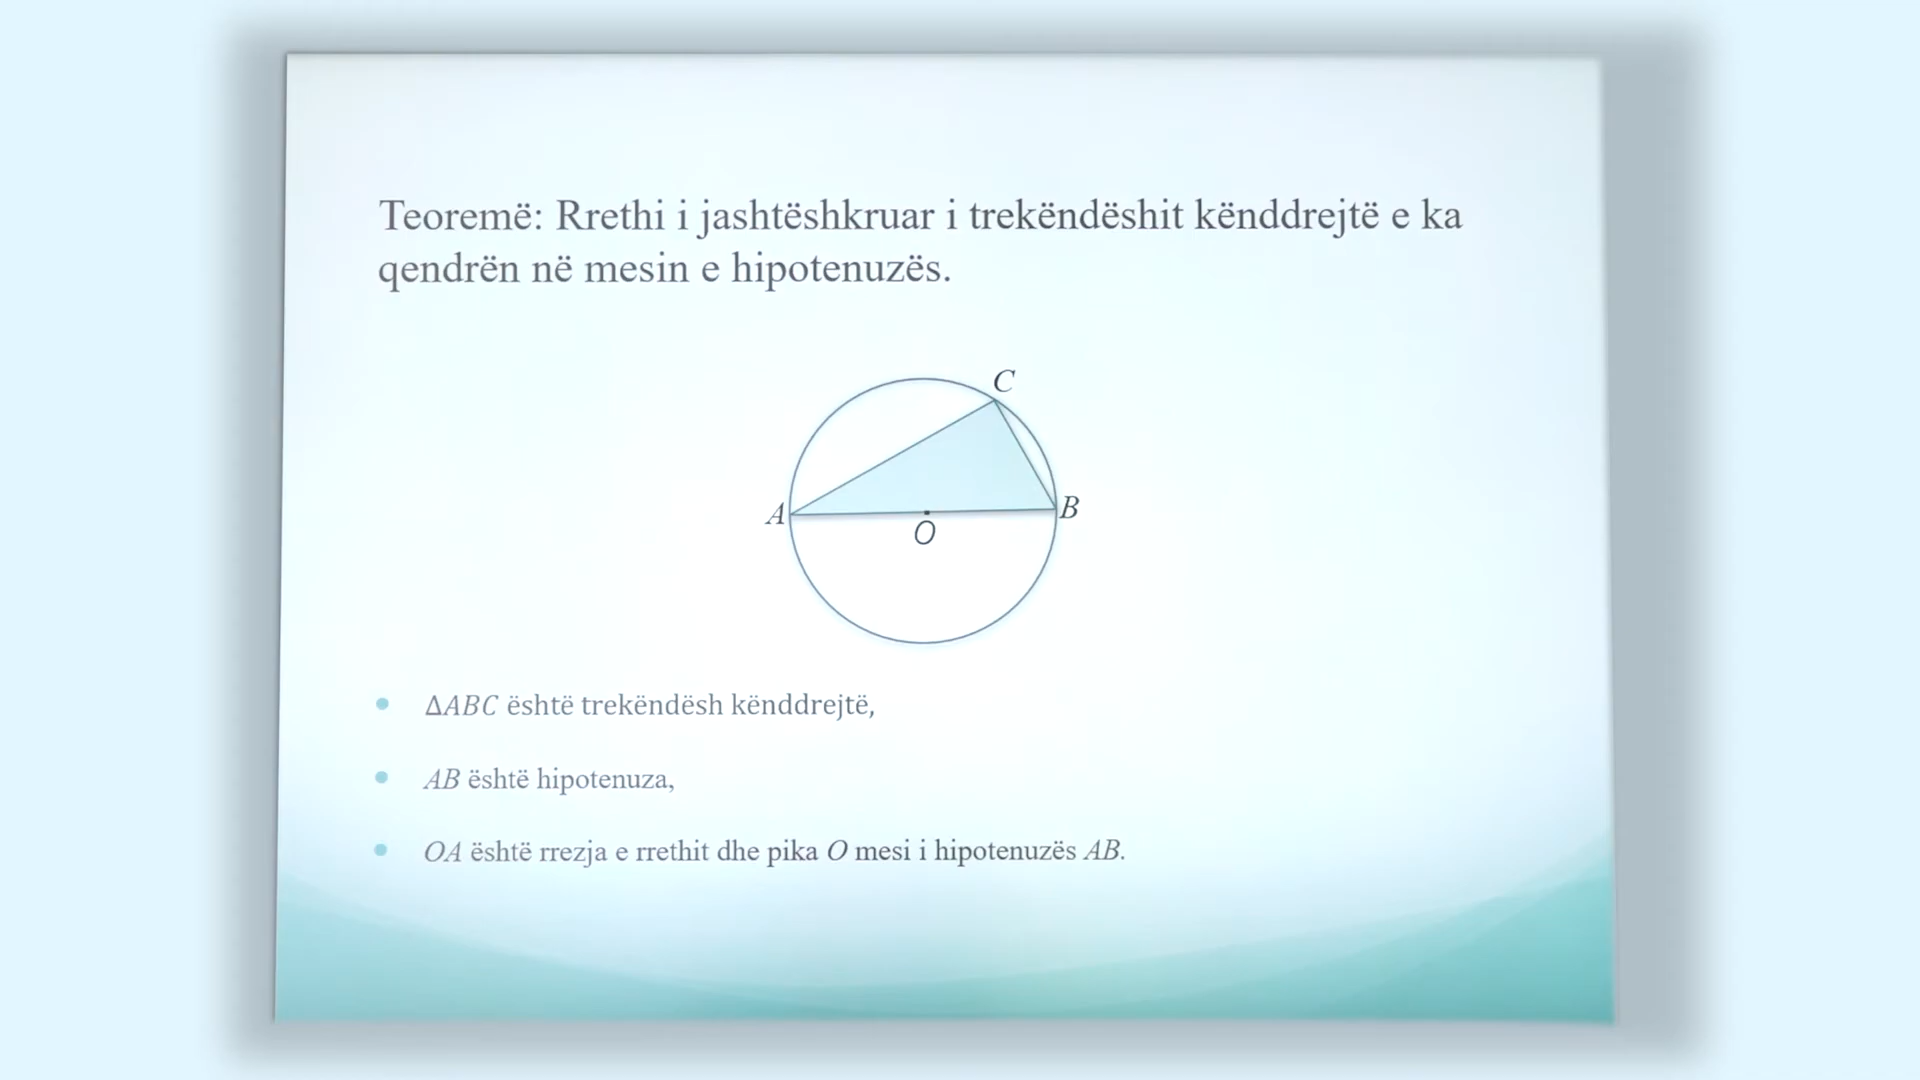 Teoremë: Rrethi i jashtëshkruar i trekëndëshit kënddrejtë e ka
qendrën në mesin e hipotenuzës.
C
A
B
O
ΔABC është trekëndësh kënddrejtë,
AB është hipotenuza,
OA është rrezja e rrethit dhe pika O mesi i hipotenuzës AB.